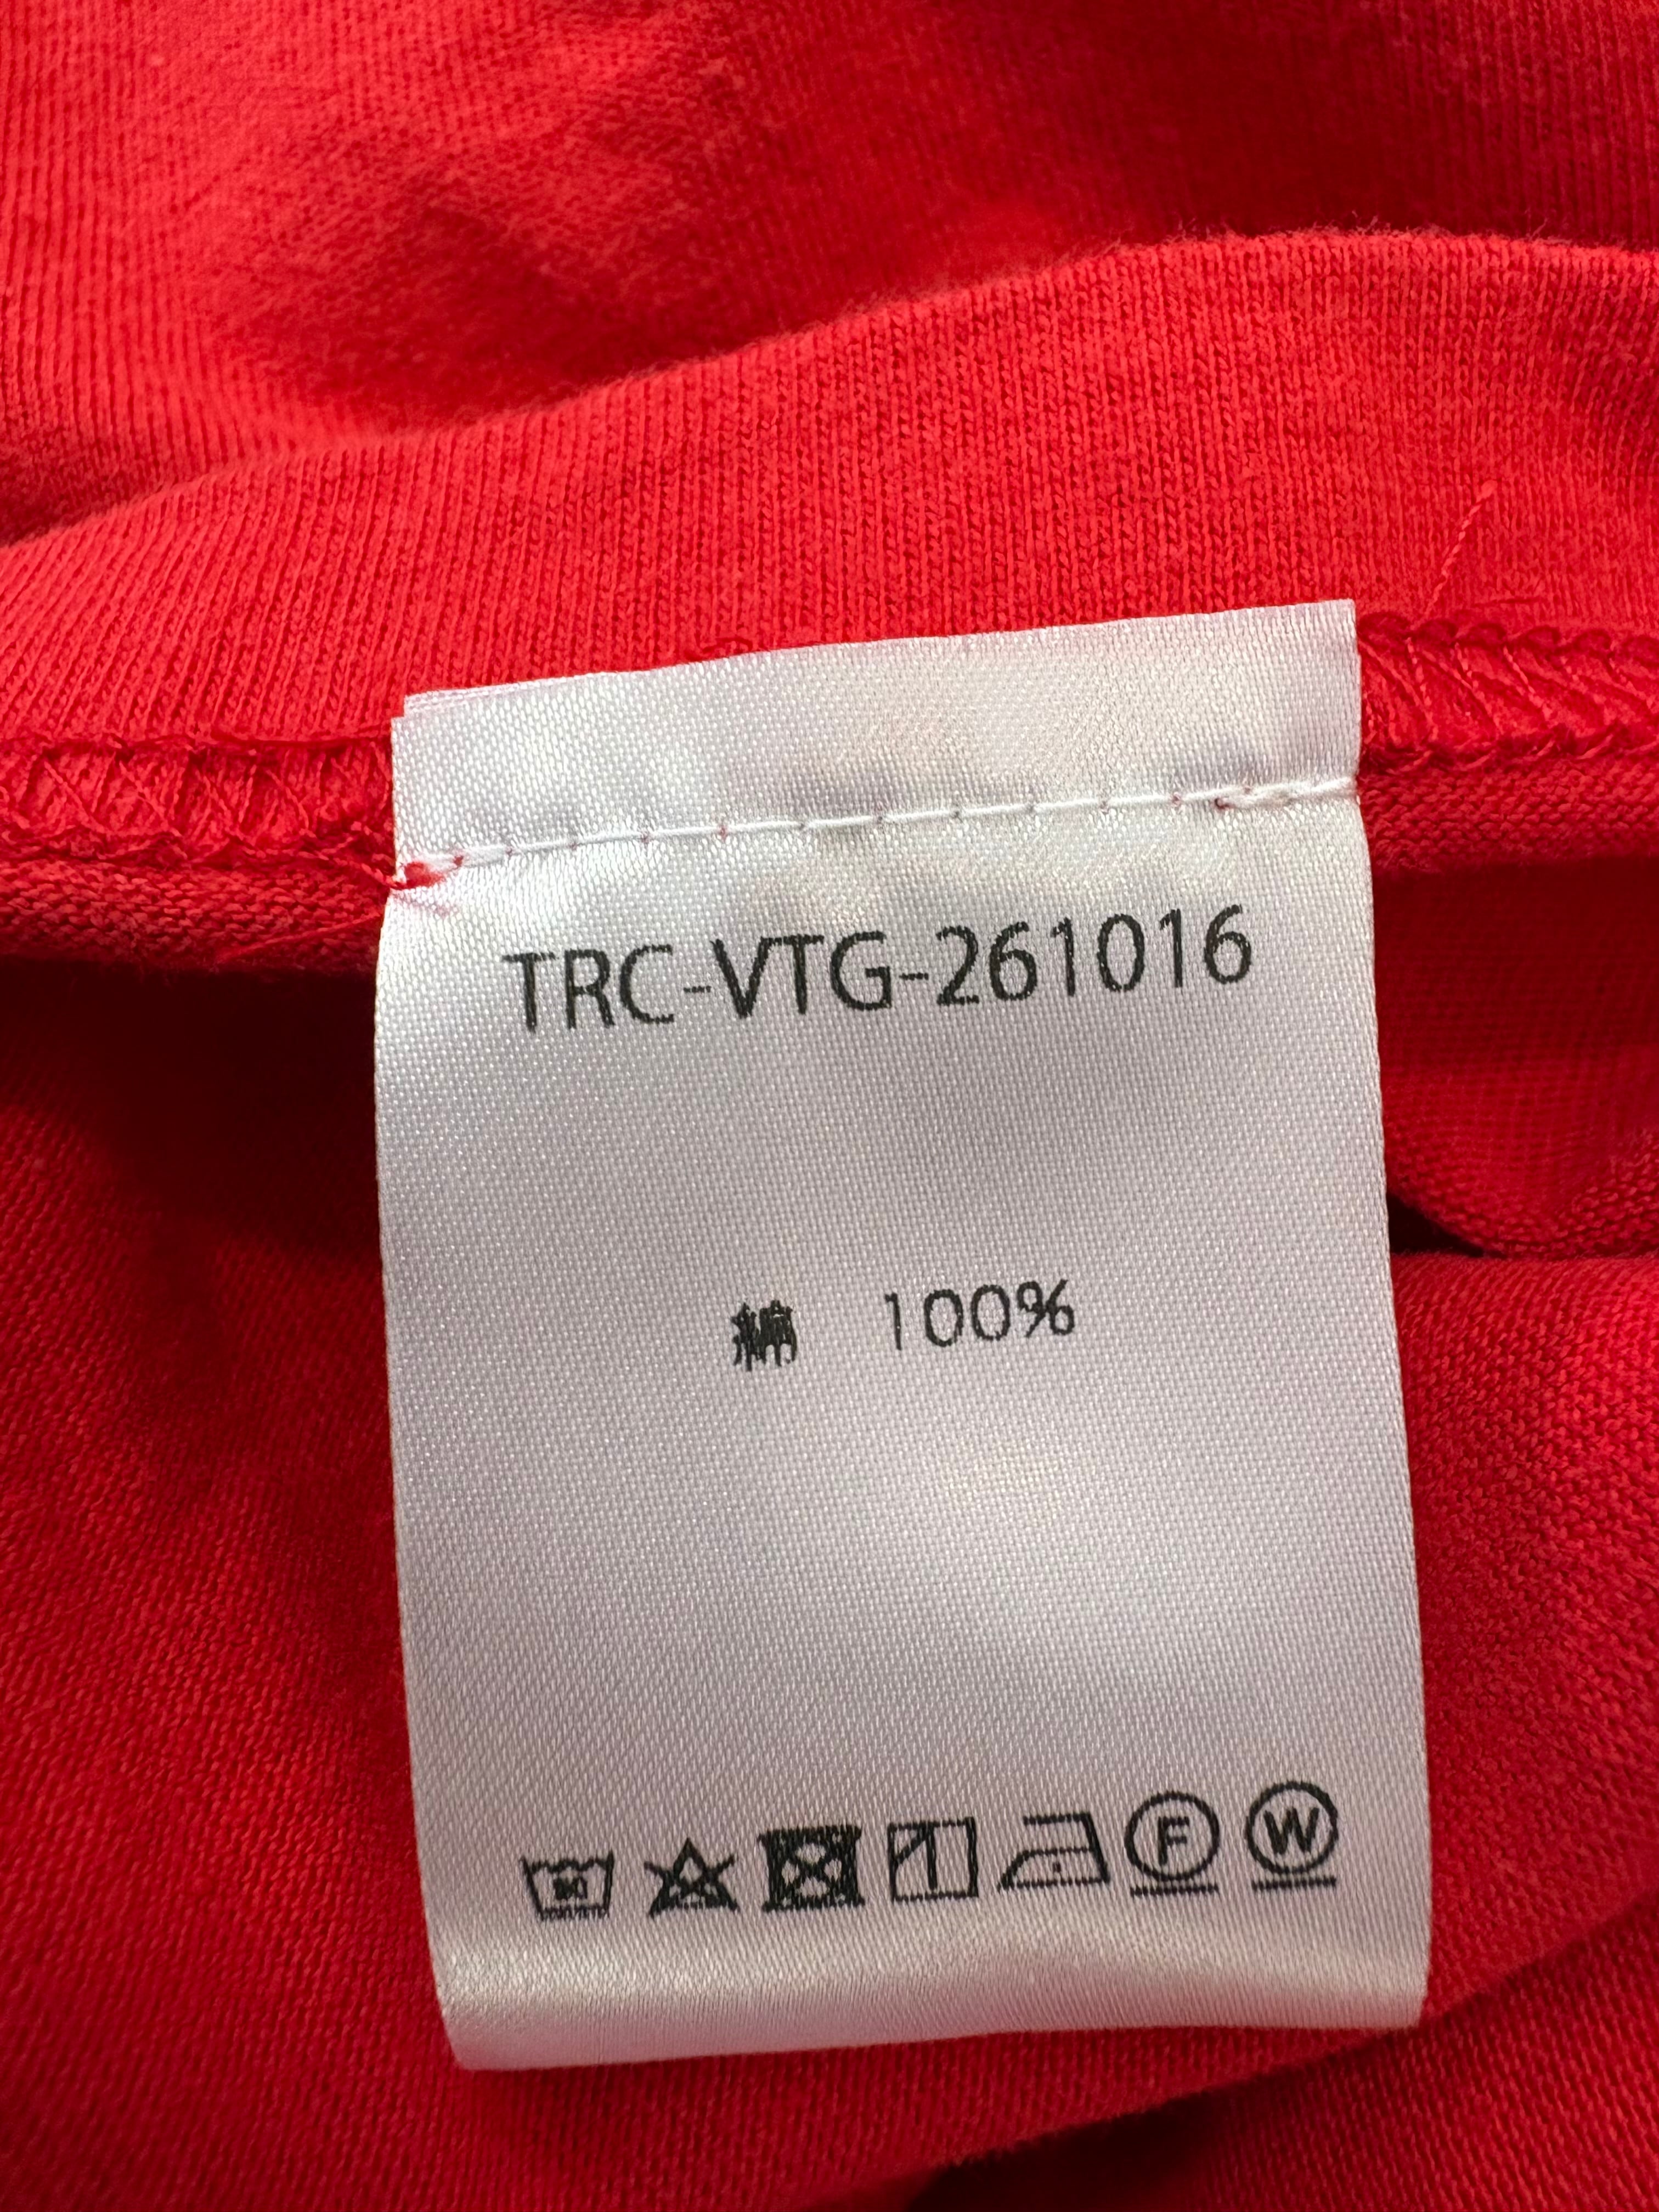 TRC-VTG-261016
綿 100%
F W